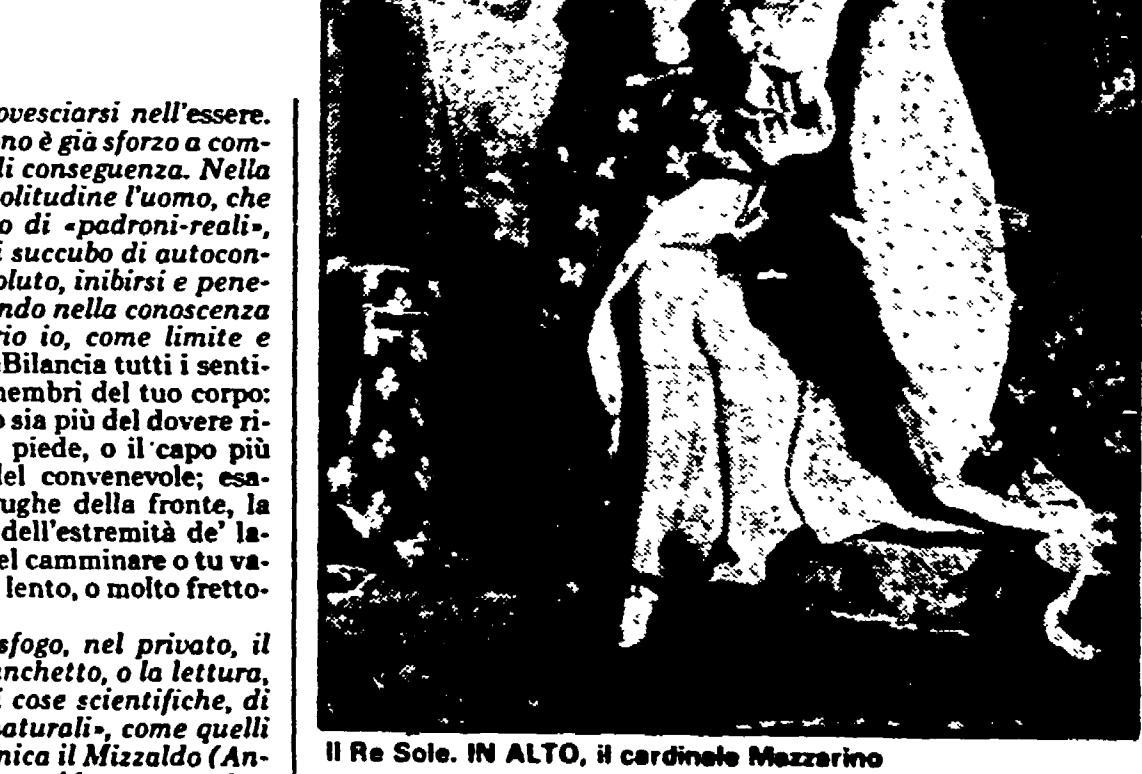 ovesciarsi nell'essere.
no è già sforzo a com-
li conseguenza. Nella
olitudine l'uomo, che
o di «padroni-reali»,
i succubo di autocon-
oluto, inibirsi e pene-
ndo nella conoscenza
rio io, come limite e
Bilancia tutti i senti-
nembri del tuo corpo:
o sia più del dovere ri-
piede, o il capo più
del convenevole; esa-
rughe della fronte, la
dell'estremità de' la-
el camminare o tu va-
lento, o molto fretto-
sfogo, nel privato, il
nchetto, o la lettura,
i cose scientifiche, di
naturali», come quelli
nica il Mizzaldo (An-
Il Re Sole. IN ALTO, il cardinale Mazzarino